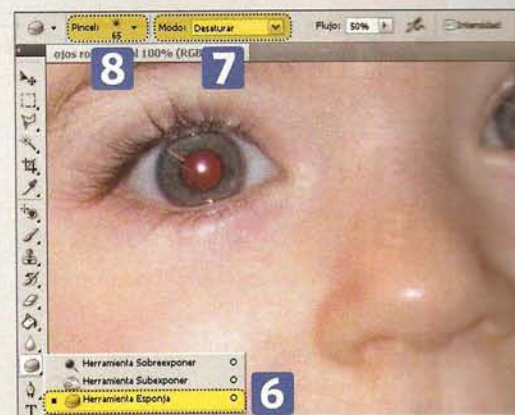 Pincel: 65 Modo: Desaturar Flujo: 50% Intensidad
8 7
ojos ro 100% (RGB
Herramienta Sobreexponer O
Herramienta Subexponer O
Herramienta Esponja O
6
T